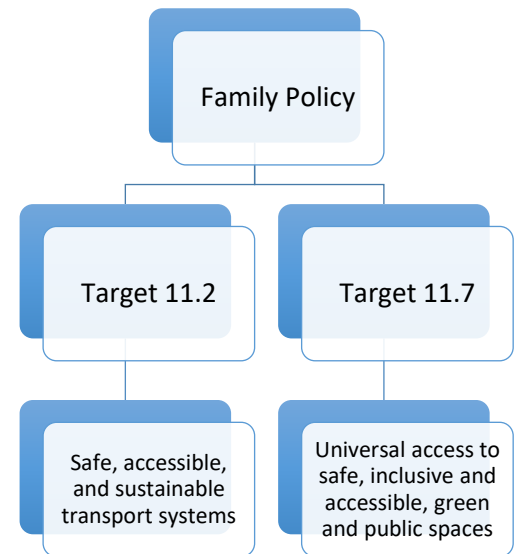 Family Policy
Target 11.2
Target 11.7
Safe, accessible,
and sustainable
transport systems
Universal access to
safe, inclusive and
accessible, green
and public spaces